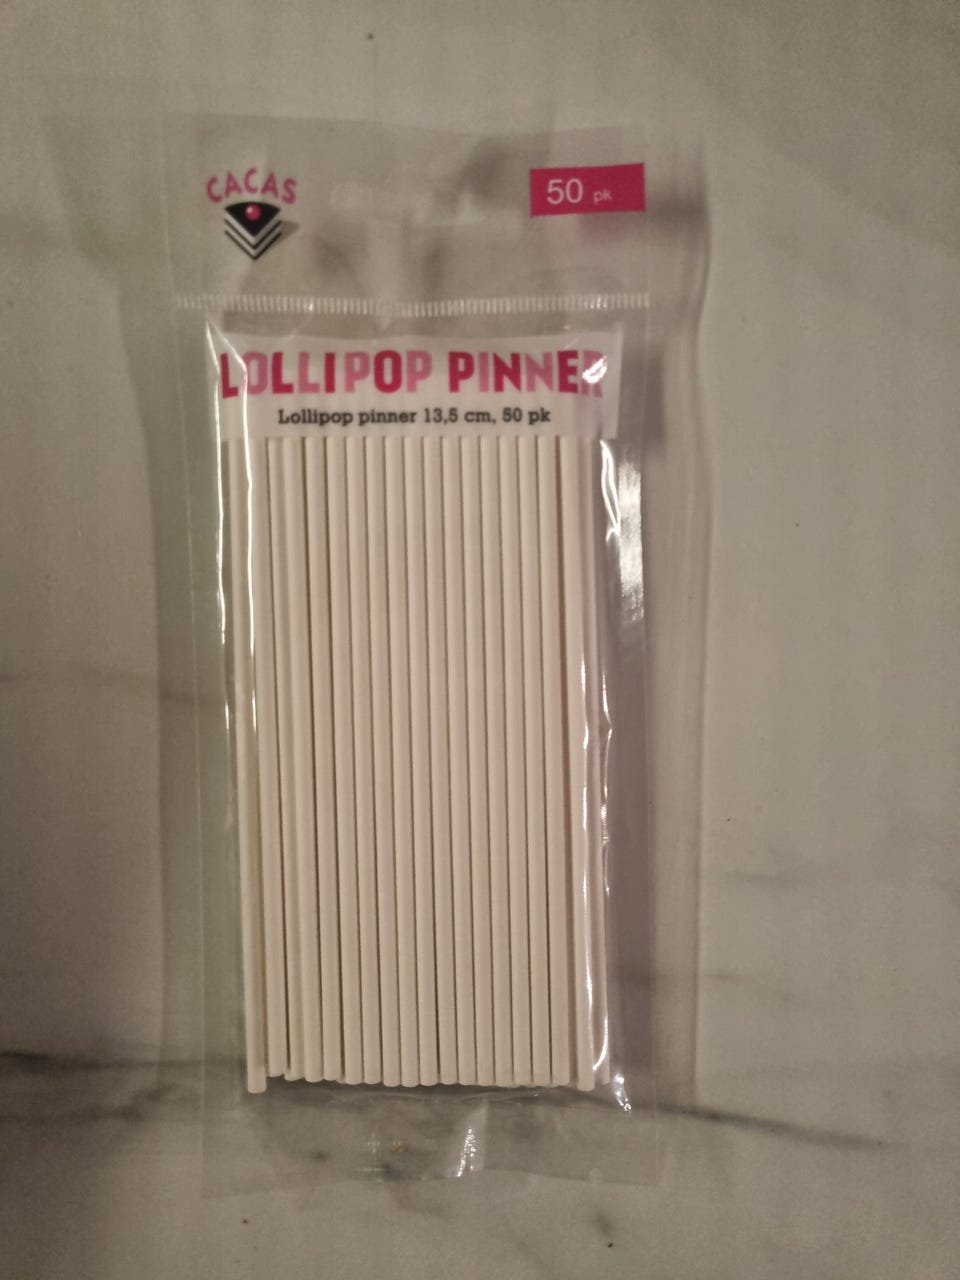 CACAS
50 pk
LOLLIPOP PINNER
Lollipop pinner 13,5 cm, 50 pk